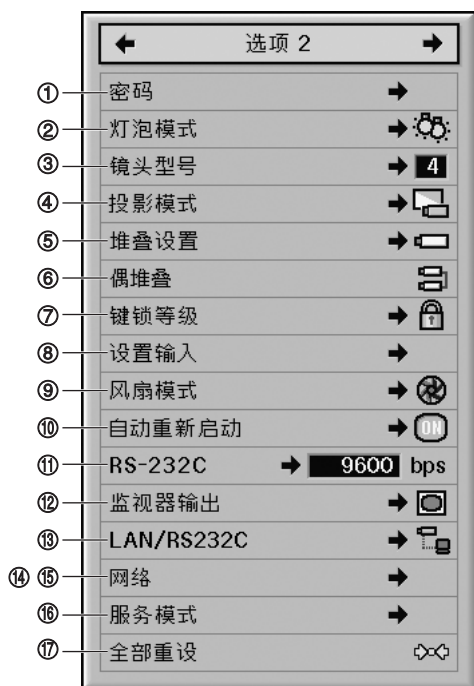 选项 2
① 密码
② 灯泡模式
③ 镜头型号 4
④ 投影模式
⑤ 堆叠设置
⑥ 偶堆叠
⑦ 键锁等级
⑧ 设置输入
⑨ 风扇模式
⑩ 自动重新启动 ON
⑪ RS-232C 9600 bps
⑫ 监视器输出
⑬ LAN/RS232C
⑭ ⑮ 网络
⑯ 服务模式
⑰ 全部重设